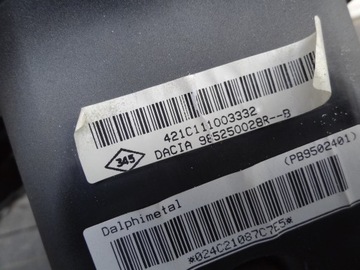 421C111003332
345
DACIA 985250028R--B
Dalphimetal
(PB9502401)
*024C21087C7E5*